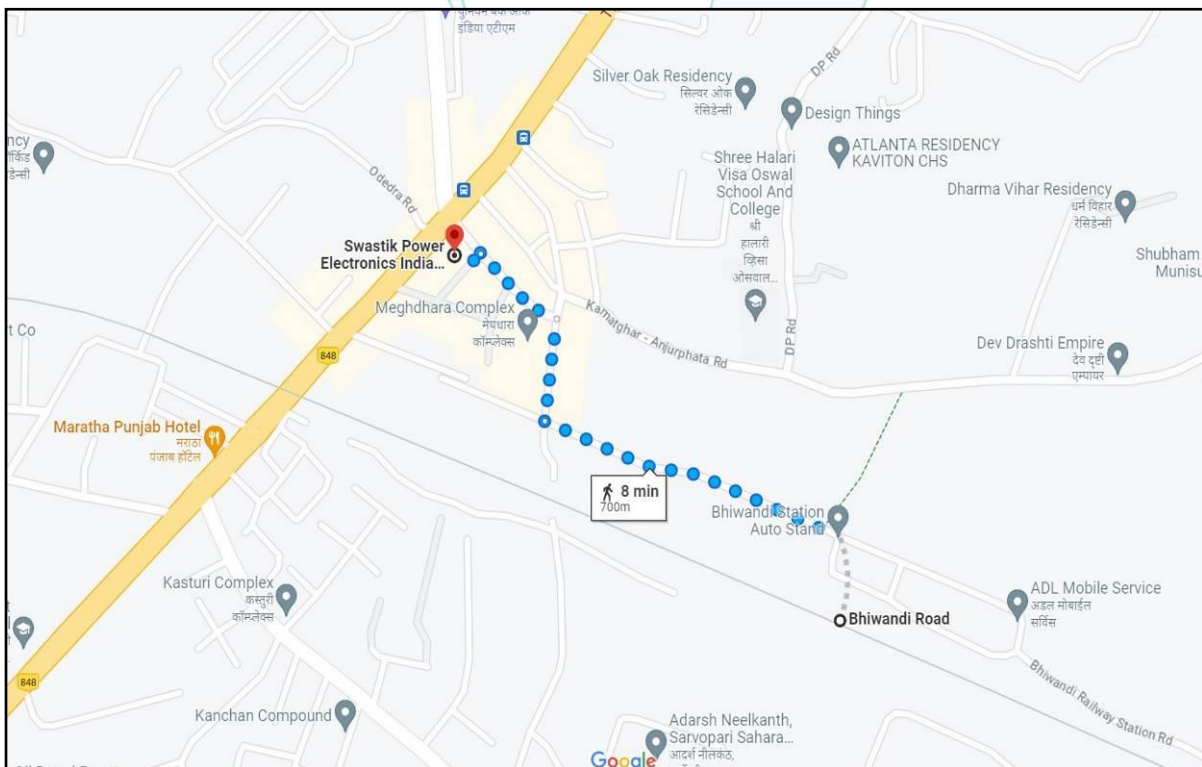 इंडिया एटीएम
Silver Oak Residency
सिल्वर ओक
रेसिडेन्सी
DP Rd
Design Things
ATLANTA RESIDENCY
KAVITON CHS
Shree Halari
Visa Oswal
School And
College
श्री
हालारी
व्हिसा
ओसवाल...
Dharma Vihar Residency
धर्म विहार
रेसिडेन्सी
Shubham
Munisu
Odedra Rd
Swastik Power
Electronics India...
Meghdhara Complex
मेघधारा
कॉम्प्लेक्स
Kamatghar - Anjurphata Rd
DP Rd
t Co
848
Dev Drashti Empire
देव दृष्टी
एम्पायर
Maratha Punjab Hotel
मराठा
पंजाब हॉटेल
8 min
700m
Bhiwandi Station
Auto Stand
Kasturi Complex
कस्तुरी
कॉम्प्लेक्स
ADL Mobile Service
अडल मोबाईल
सर्विस
Bhiwandi Road
Bhiwandi Railway Station Rd
848
Kanchan Compound
Adarsh Neelkanth,
Sarvopari Sahara...
आदर्श नीलकंठ,
Google